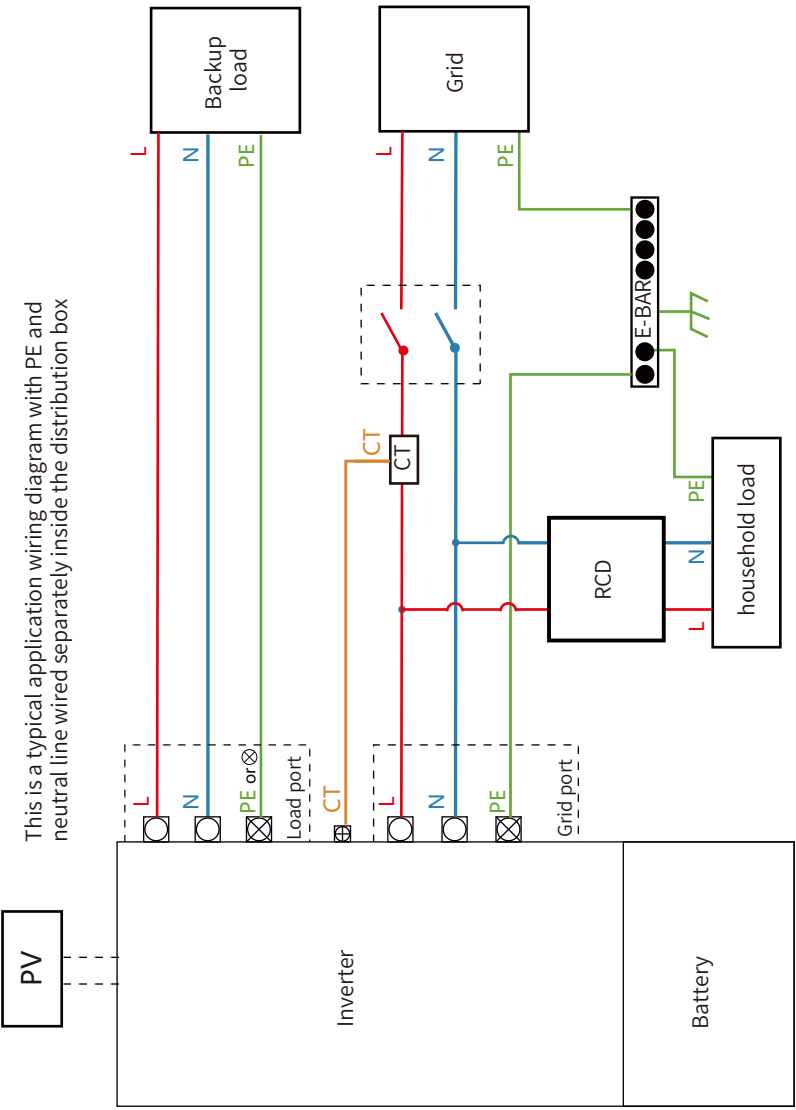 This is a typical application wiring diagram with PE and
neutral line wired separately inside the distribution box
PV
Inverter
Battery
L
N
PE or
Load port
CT
L
N
PE
Grid port
CT
CT
RCD
L
N
PE
household load
E-BAR
L
N
PE
Backup
load
L
N
PE
Grid